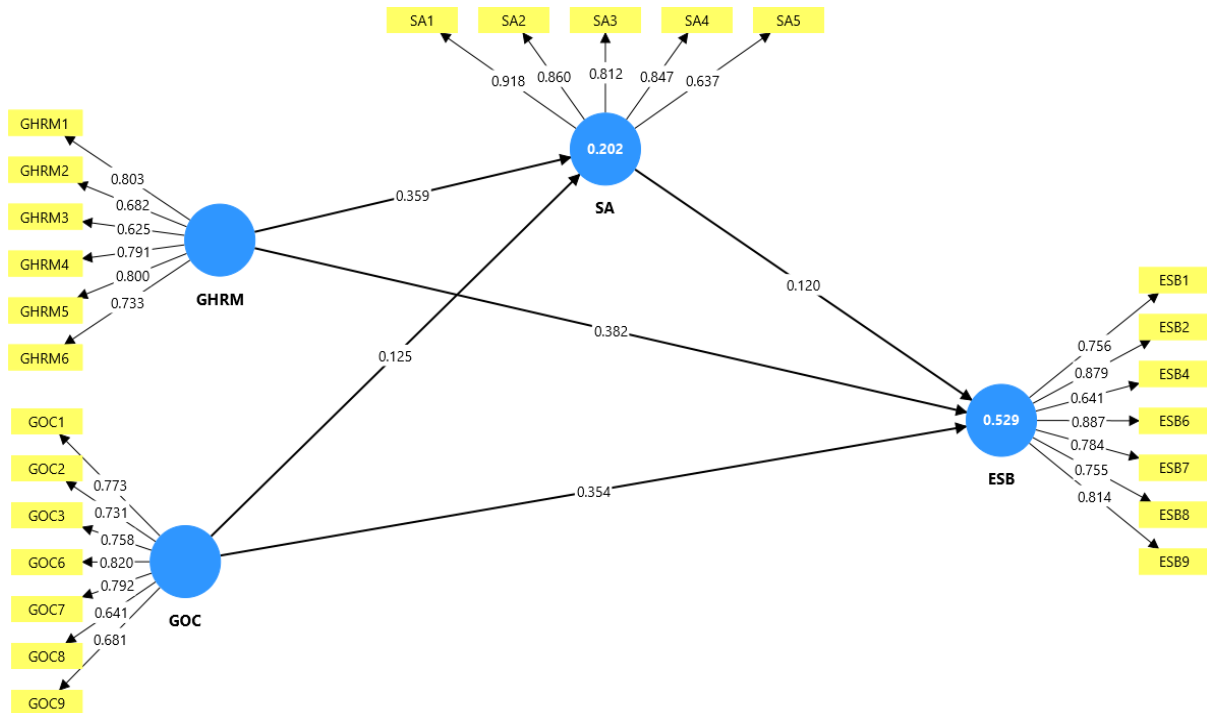 SA1
SA2
SA3
SA4
SA5
0.918
0.860
0.812
0.847
0.637
0.202
SA
GHRM1
GHRM2
GHRM3
GHRM4
GHRM5
GHRM6
0.803
0.682
0.625
0.791
0.800
0.733
GHRM
0.359
0.382
0.125
0.120
0.354
GOC1
GOC2
GOC3
GOC6
GOC7
GOC8
GOC9
0.773
0.731
0.758
0.820
0.792
0.641
0.681
GOC
0.529
ESB
0.756
0.879
0.641
0.887
0.784
0.755
0.814
ESB1
ESB2
ESB4
ESB6
ESB7
ESB8
ESB9